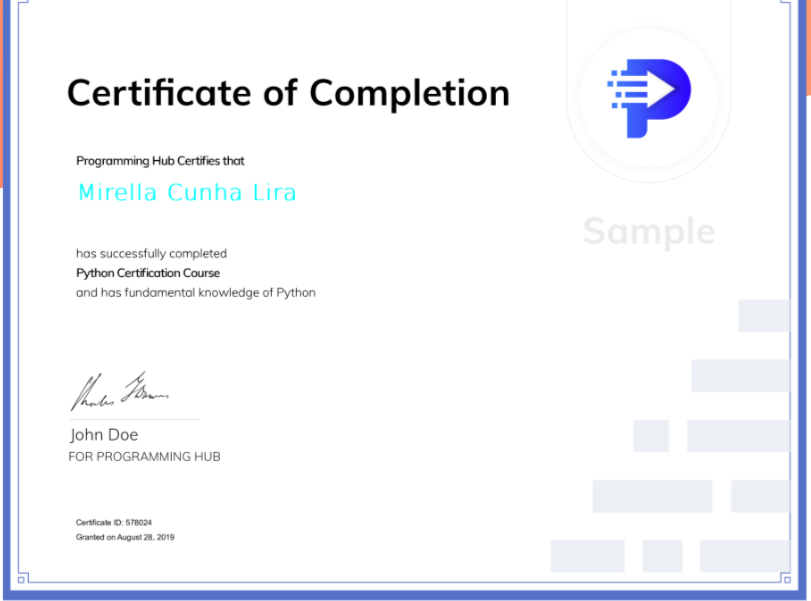 Certificate of Completion
Programming Hub Certifies that
Mirella Cunha Lira
Sample
has successfully completed
Python Certification Course
and has fundamental knowledge of Python
John Doe
FOR PROGRAMMING HUB
Certificate ID: 578024
Granted on August 28, 2019